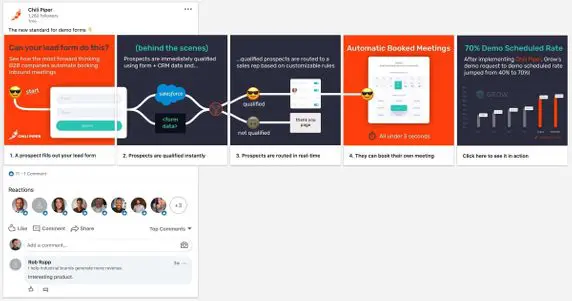 Chili Piper
1,262 followers
The new standard for demo forms 👇
Can your lead form do this?
See how the most forward thinking
B2B companies automate booking
inbound meetings
start
CHILI PIPER
1. A prospect fills out your lead form
(behind the scenes)
Prospects are immediately qualified
using form + CRM data and...
salesforce
<form
data>
2. Prospects are qualified instantly
...qualified prospects are routed to a
sales rep based on customizable rules
qualified
not qualified
thank you
page
3. Prospects are routed in real-time
Automatic Booked Meetings
All under 3 seconds
4. They can book their own meeting
70% Demo Scheduled Rate
After implementing Chili Piper, Grow's
demo request to demo scheduled rate
jumped from 40% to 70%!
GROW
Click here to see it in action
11 · 1 Comment
Reactions
+3
Like
Comment
Share
Top Comments
Add a comment...
Rob Rupp
I help industrial brands generate more revenue.
Interesting product.